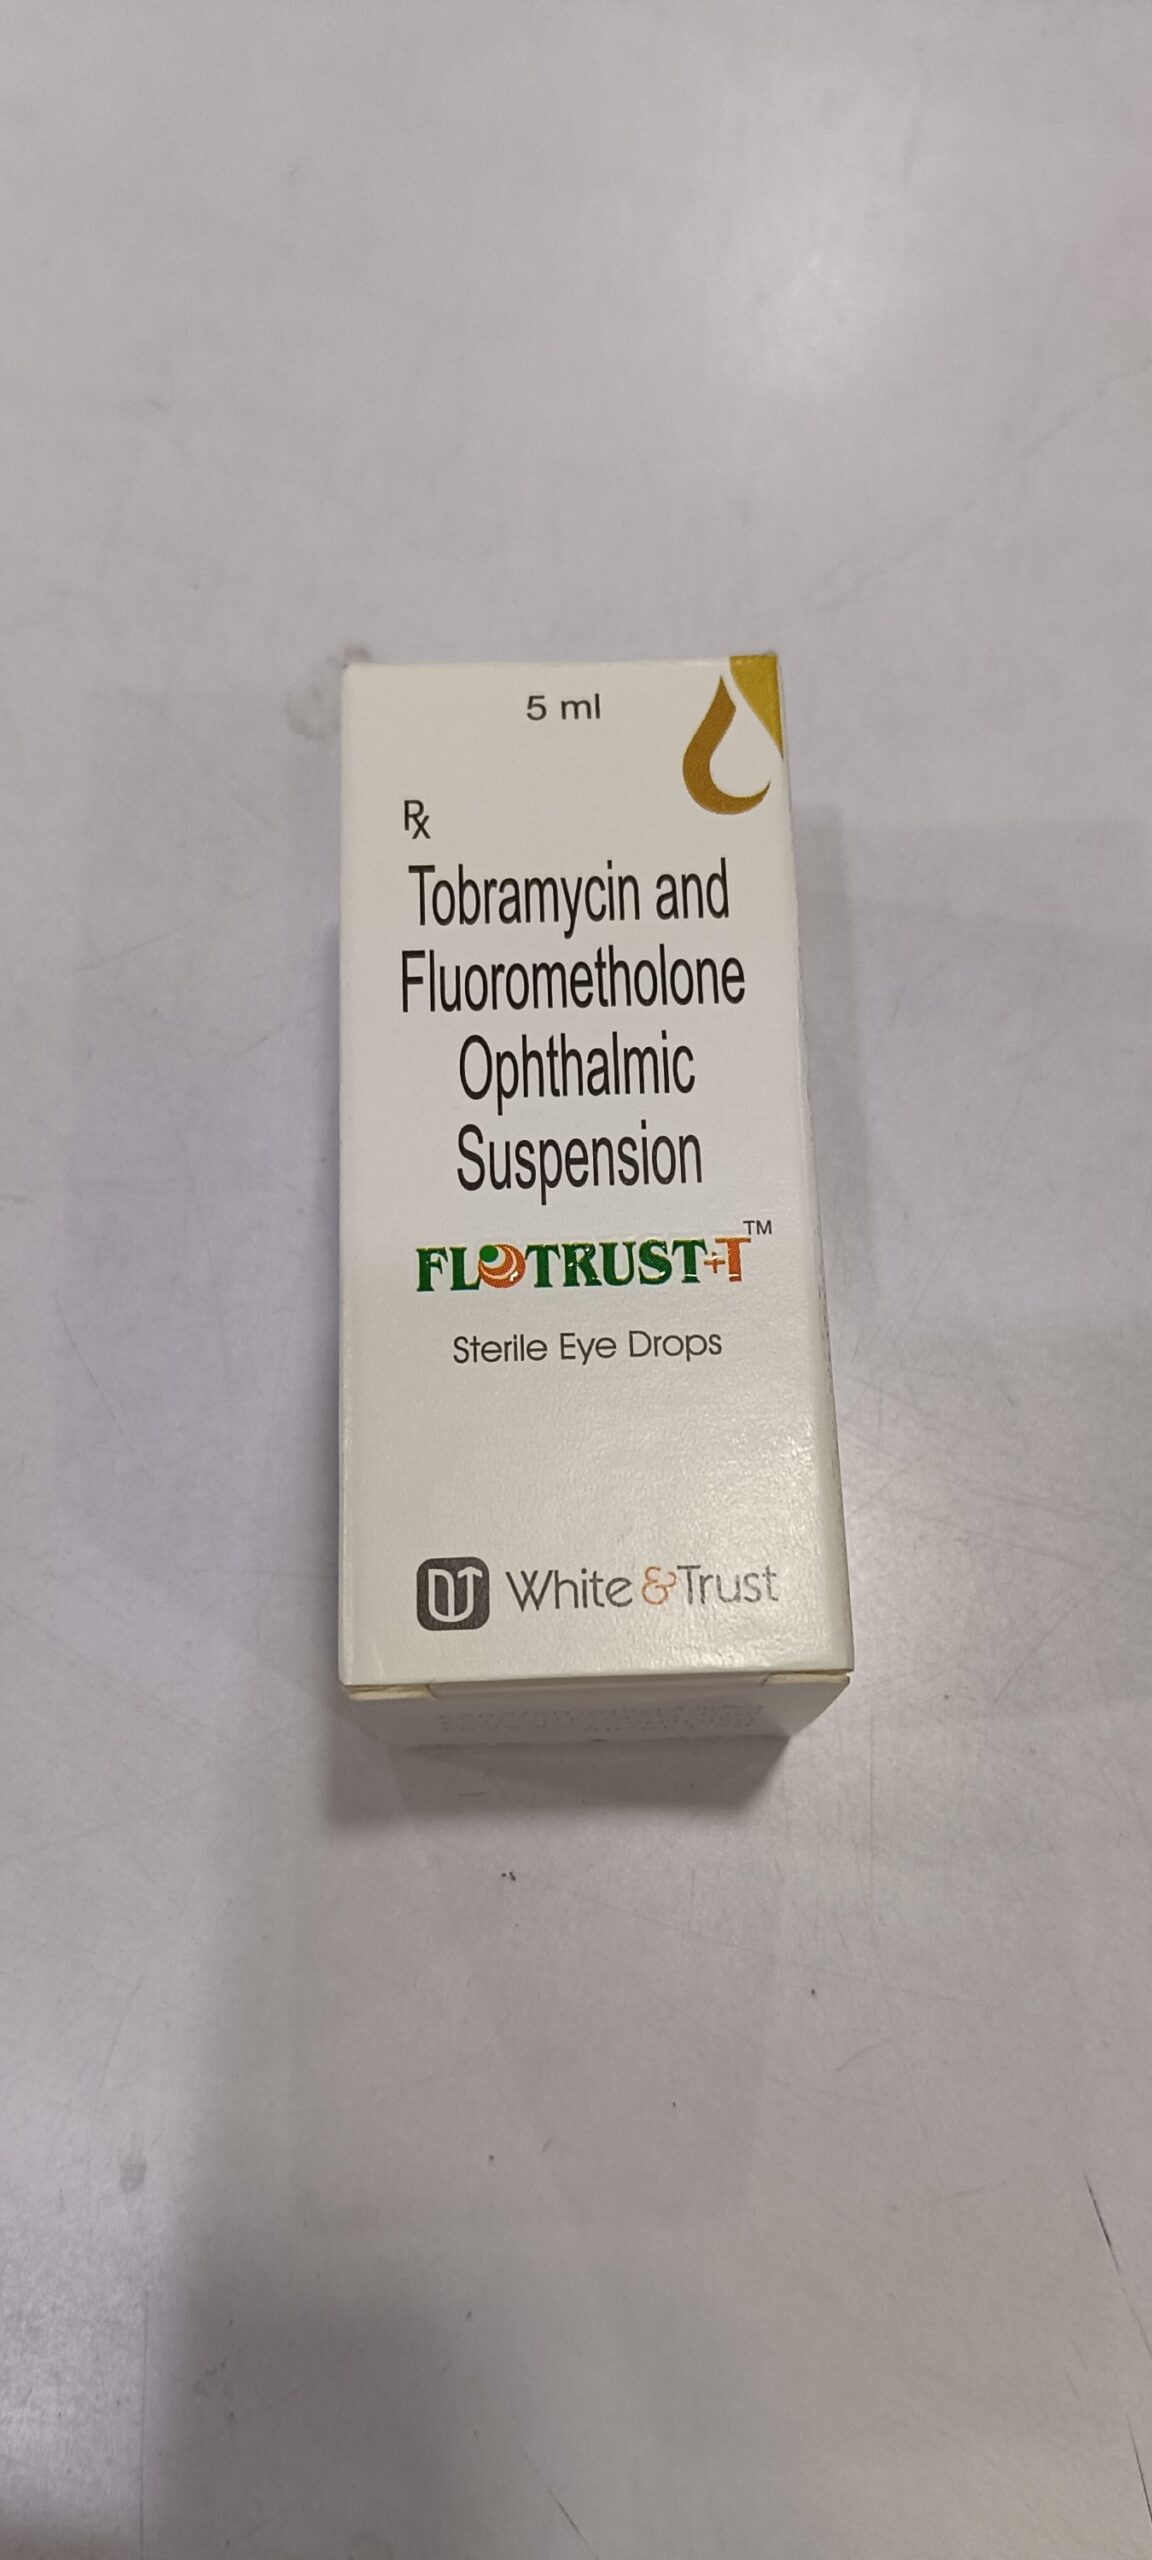 5 ml
Rx
Tobramycin and
Fluorometholone
Ophthalmic
Suspension
FLOTRUST+T™
Sterile Eye Drops
White & Trust